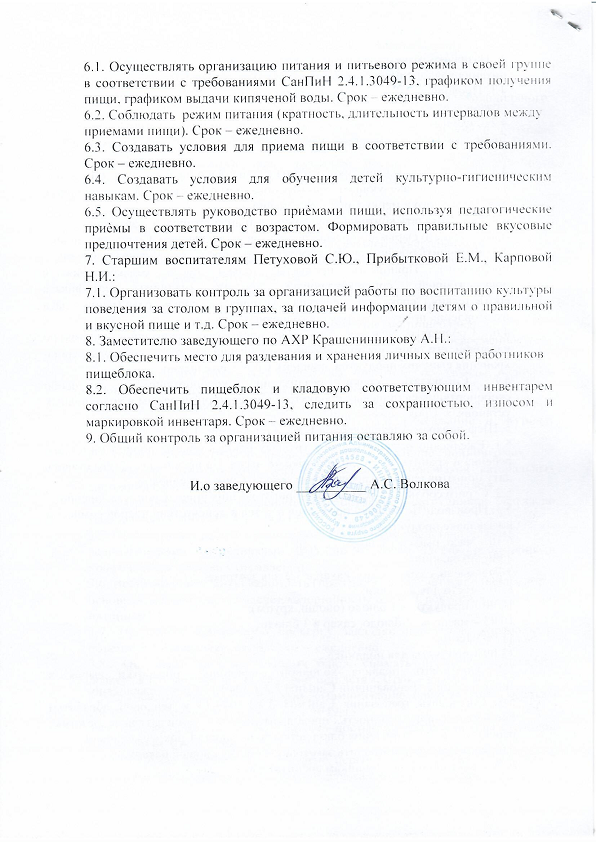 6.1. Осуществлять организацию питания и питьевого режима в своей группе
в соответствии с требованиями СанПиН 2.4.1.3049-13, графиком получения
пищи, графиком выдачи кипяченой воды. Срок – ежедневно.
6.2. Соблюдать режим питания (кратность, длительность интервалов между
приемами пищи). Срок – ежедневно.
6.3. Создавать условия для приема пищи в соответствии с требованиями.
Срок – ежедневно.
6.4. Создавать условия для обучения детей культурно-гигиеническим
навыкам. Срок – ежедневно.
6.5. Осуществлять руководство приёмами пищи, используя педагогические
приёмы в соответствии с возрастом. Формировать правильные вкусовые
предпочтения детей. Срок – ежедневно.
7. Старшим воспитателям Петуховой С.Ю., Прибытковой Е.М., Карповой
Н.И.:
7.1. Организовать контроль за организацией работы по воспитанию культуры
поведения за столом в группах, за подачей информации детям о правильной
и вкусной пище и т.д. Срок – ежедневно.
8. Заместителю заведующего по АХР Крашенинникову А.Н.:
8.1. Обеспечить место для раздевания и хранения личных вещей работников
пищеблока.
8.2. Обеспечить пищеблок и кладовую соответствующим инвентарем
согласно СанПиН 2.4.1.3049-13, следить за сохранностью, износом и
маркировкой инвентаря. Срок – ежедневно.
9. Общий контроль за организацией питания оставляю за собой.
И.о заведующего __________ А.С. Волкова